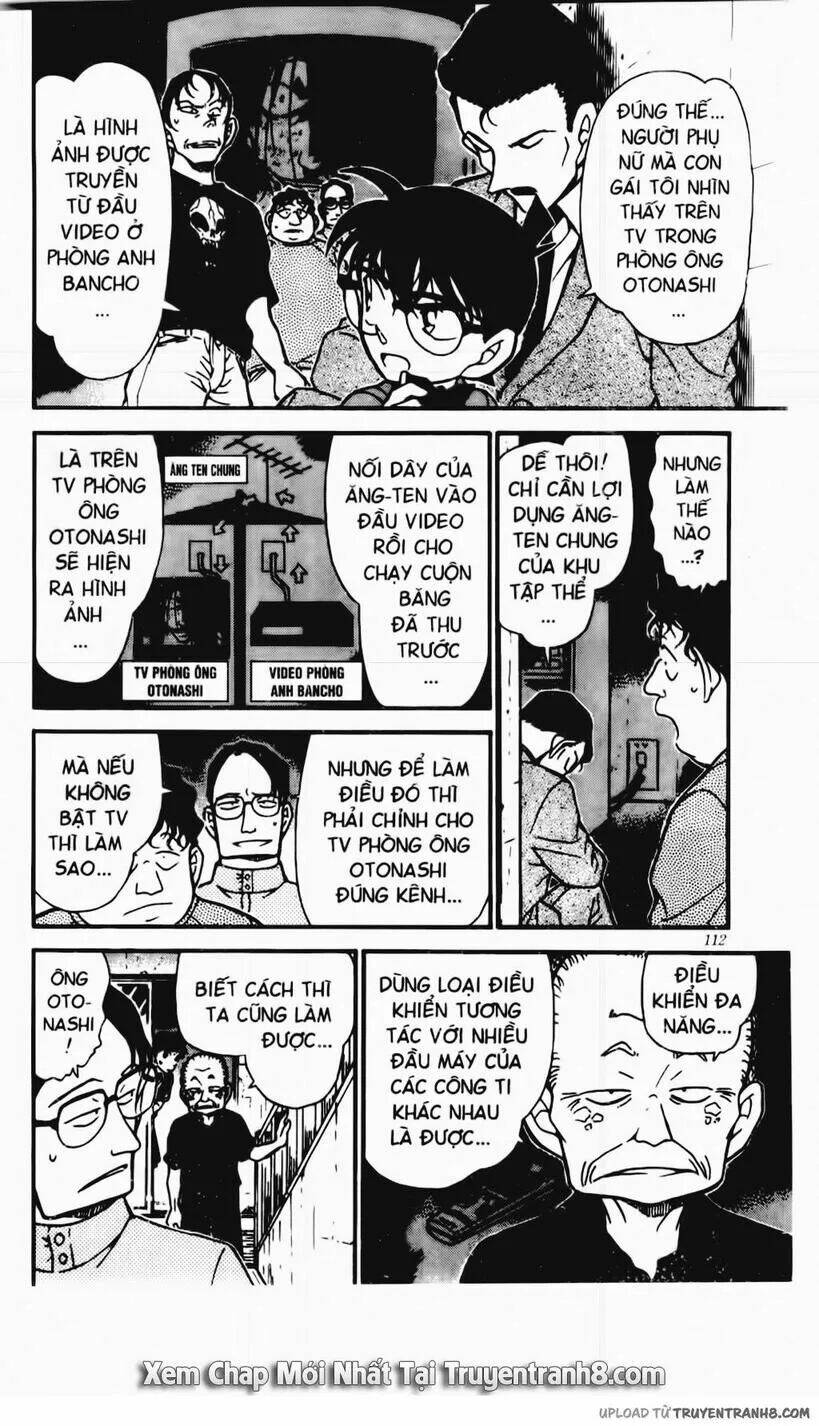 ĐÚNG THẾ...
NGƯỜI PHỤ
NỮ MÀ CON
GÁI TÔI NHÌN
THẤY TRÊN
TV TRONG
PHÒNG ÔNG
OTONASHI
...
LÀ HÌNH
ẢNH ĐƯỢC
TRUYỀN
TỪ ĐẦU
VIDEO Ở
PHÒNG ANH
BANCHO
...
NHƯNG
LÀM
THẾ
NÀO
...?
DỄ THÔI!
CHỈ CẦN LỢI
DỤNG ĂNG-
TEN CHUNG
CỦA KHU
TẬP THỂ
...
NỐI DÂY CỦA
ĂNG-TEN VÀO
ĐẦU VIDEO
RỒI CHO
CHẠY CUỘN
BĂNG
ĐÃ THU
TRƯỚC
...
ĂNG TEN CHUNG
TV PHÒNG ÔNG
OTONASHI
VIDEO PHÒNG
ANH BANCHO
LÀ TRÊN
TV PHÒNG
ÔNG
OTONASHI
SẼ HIỆN
RA HÌNH
ẢNH
...
NHƯNG ĐỂ LÀM
ĐIỀU ĐÓ THÌ
PHẢI CHỈNH CHO
TV PHÒNG ÔNG
OTONASHI
ĐÚNG KÊNH...
MÀ NẾU
KHÔNG
BẬT TV
THÌ LÀM
SAO...
112
ĐIỀU
KHIỂN ĐA
NĂNG...
DÙNG LOẠI ĐIỀU
KHIỂN TƯƠNG
TÁC VỚI NHIỀU
ĐẦU MÁY CỦA
CÁC CÔNG TI
KHÁC NHAU
LÀ ĐƯỢC...
BIẾT CÁCH THÌ
TA CŨNG LÀM
ĐƯỢC...
ÔNG
OTO-
NASHI
!
Xem Chap Mới Nhất Tại Truyentranh8.com
UPLOAD TỪ TRUYENTRANH8.COM